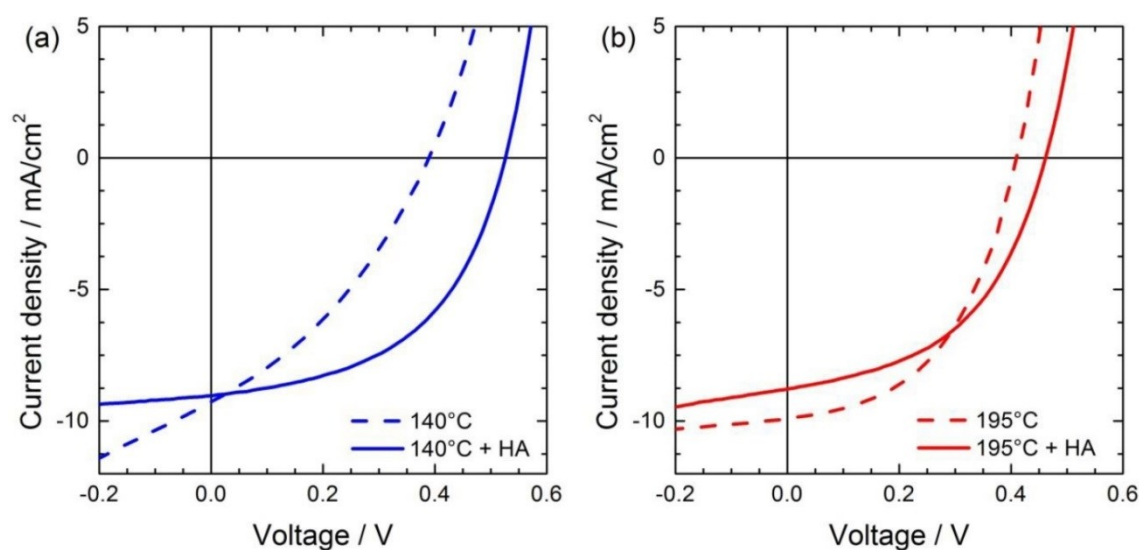 (a)
5
0
-5
-10
Current density / mA/cm²
-0.2 0.0 0.2 0.4 0.6
Voltage / V
140°C
140°C + HA
(b)
5
0
-5
-10
Current density / mA/cm²
-0.2 0.0 0.2 0.4 0.6
Voltage / V
195°C
195°C + HA